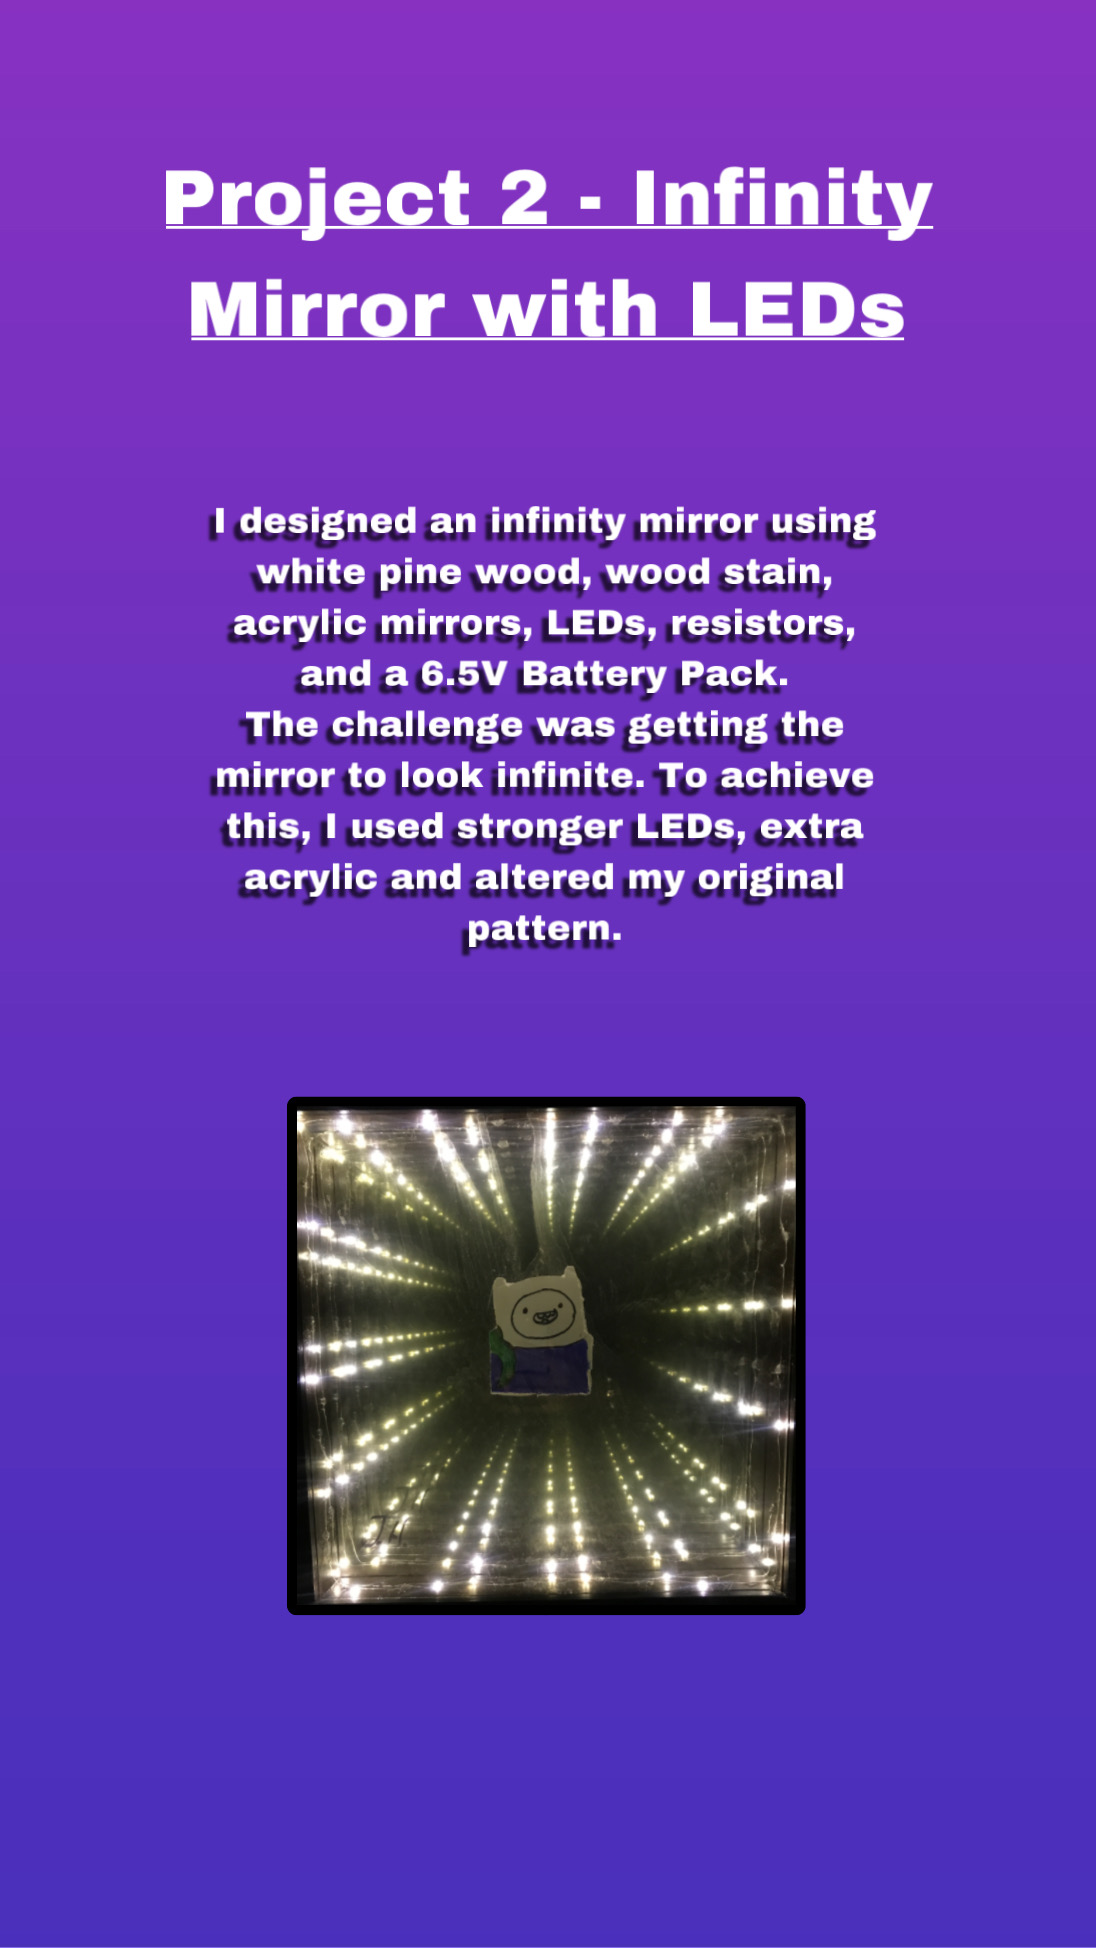 Project 2 - Infinity
Mirror with LEDs
I designed an infinity mirror using
white pine wood, wood stain,
acrylic mirrors, LEDs, resistors,
and a 6.5V Battery Pack.
The challenge was getting the
mirror to look infinite. To achieve
this, I used stronger LEDs, extra
acrylic and altered my original
pattern.